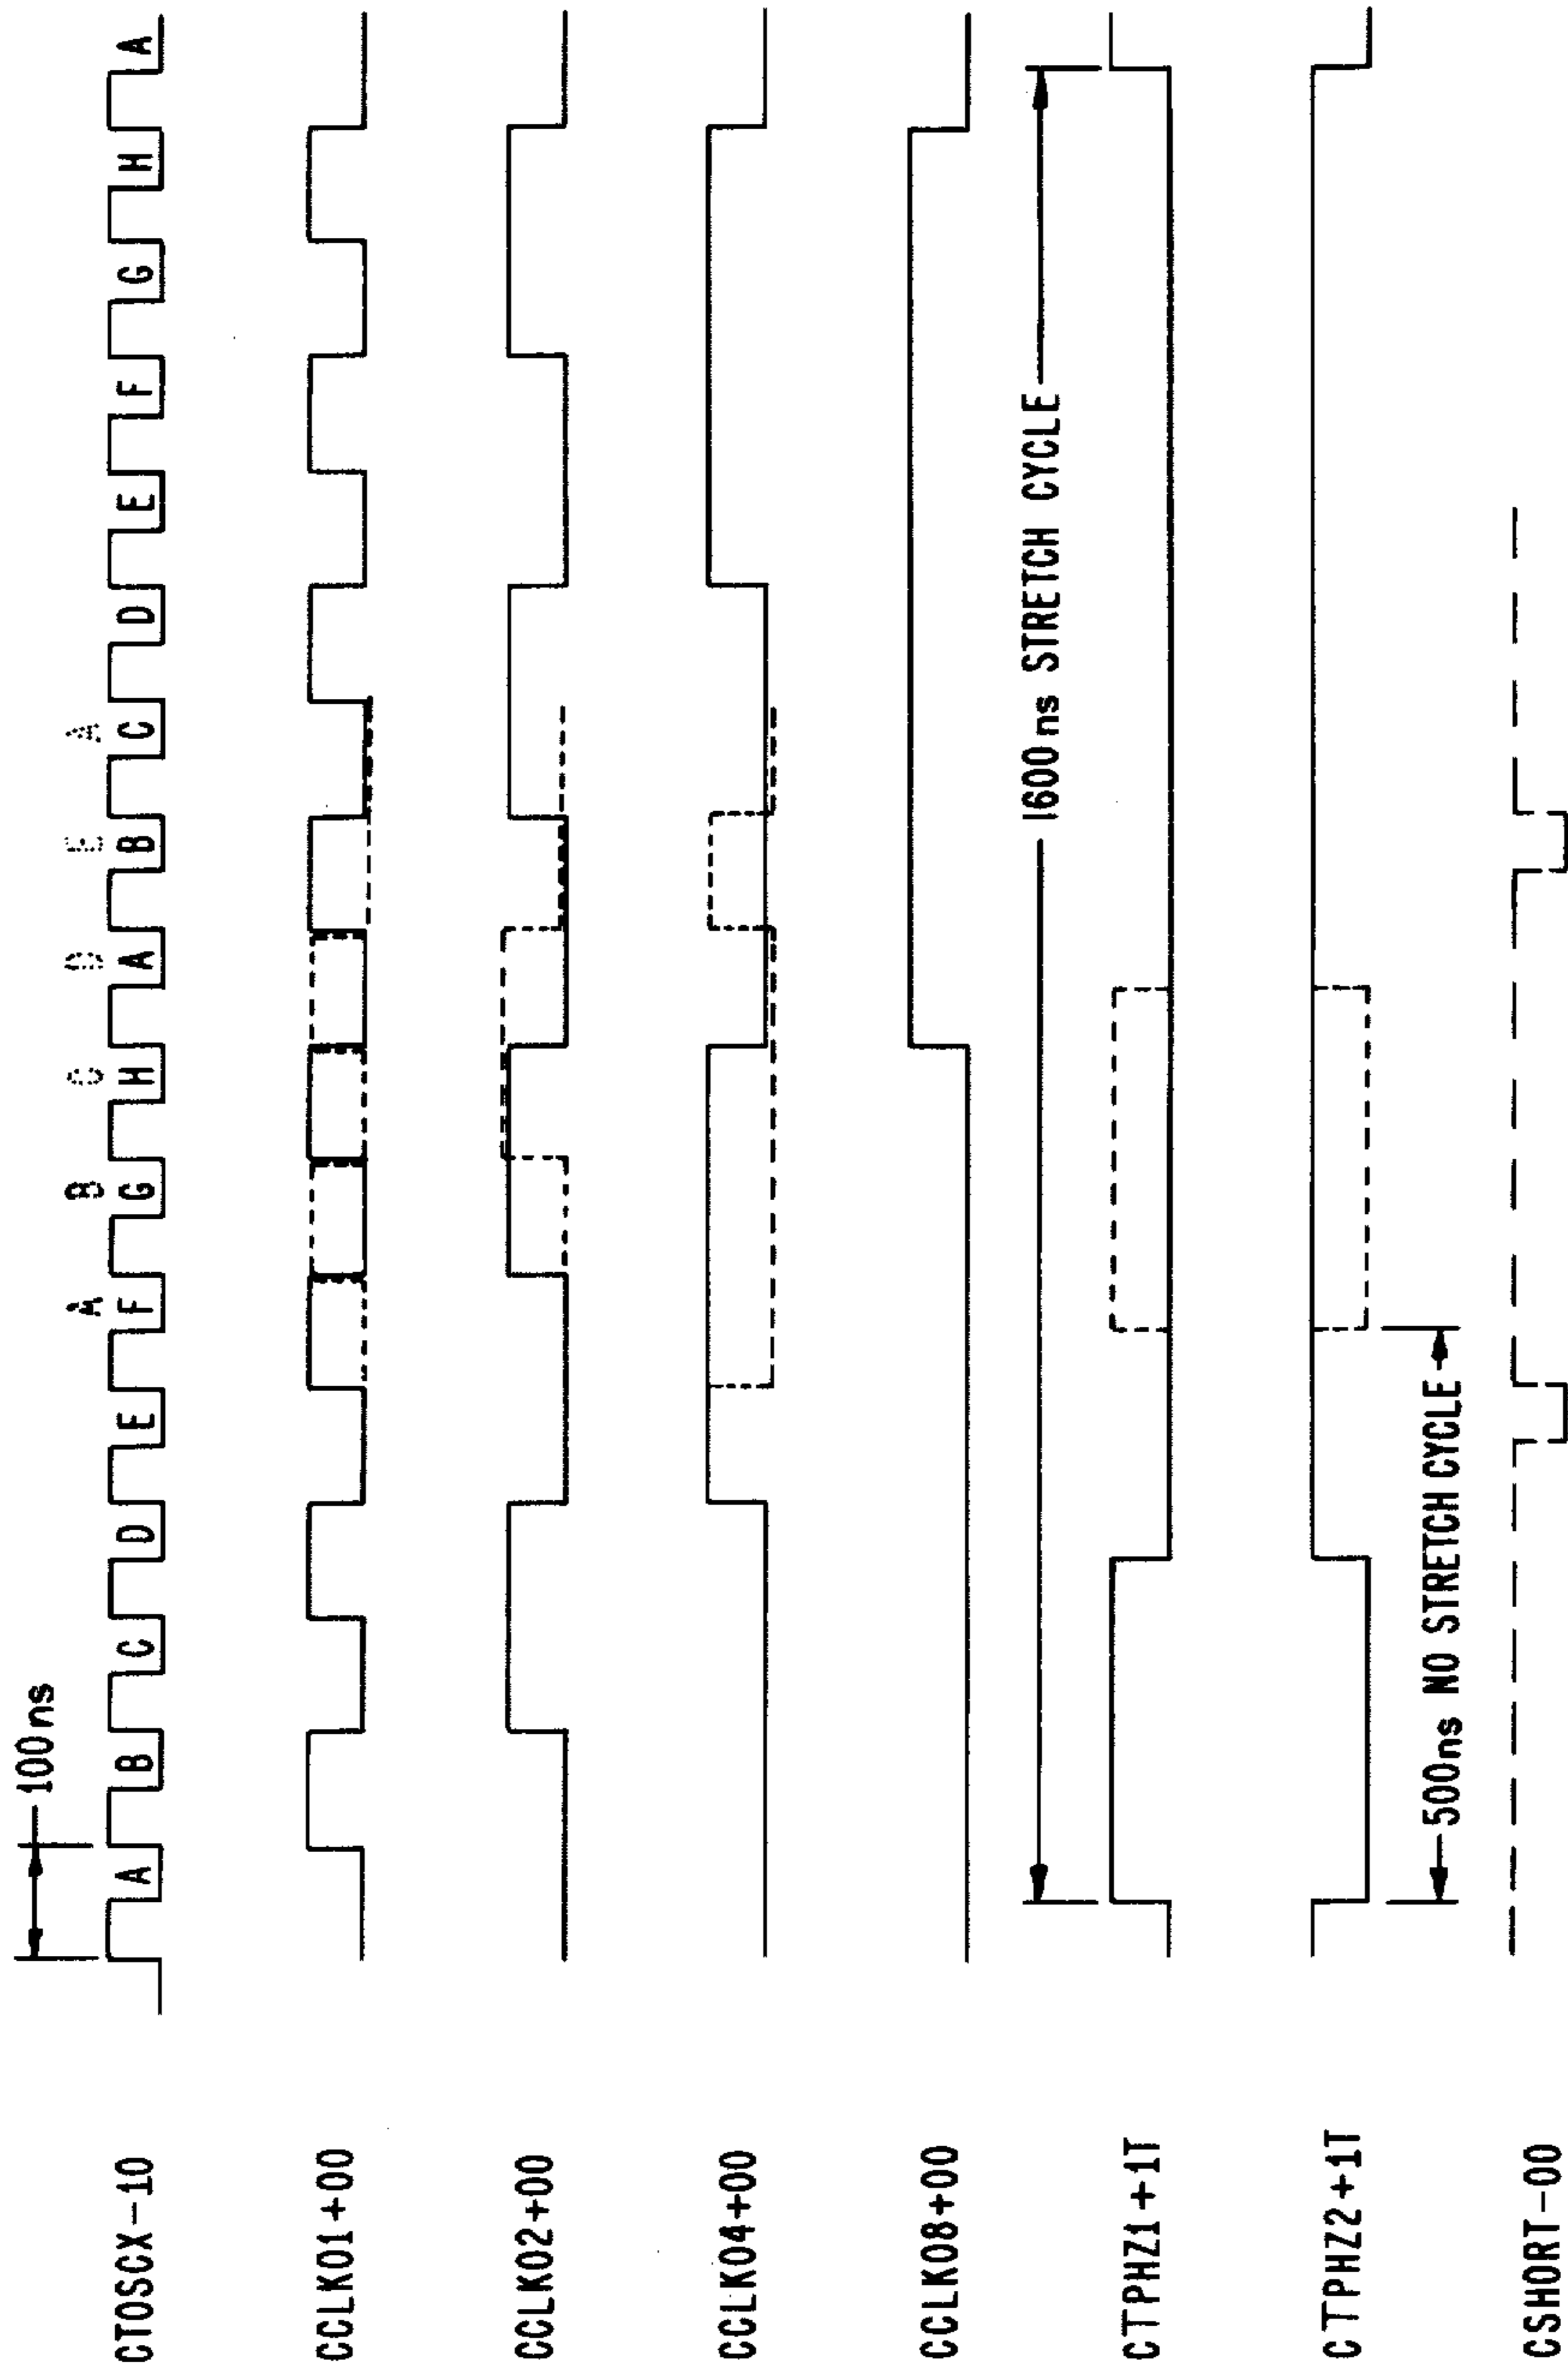 100ns
A B C D E A
CTOSCX-10 A B C D E F G H A B C D E F G H A
CCLK01+00
CCLK02+00
CCLK04+00
CCLK08+00
1600ns STRETCH CYCLE
CTPHZ1+1T
CTPHZ2+1T
500ns NO STRETCH CYCLE
CSHORT-00